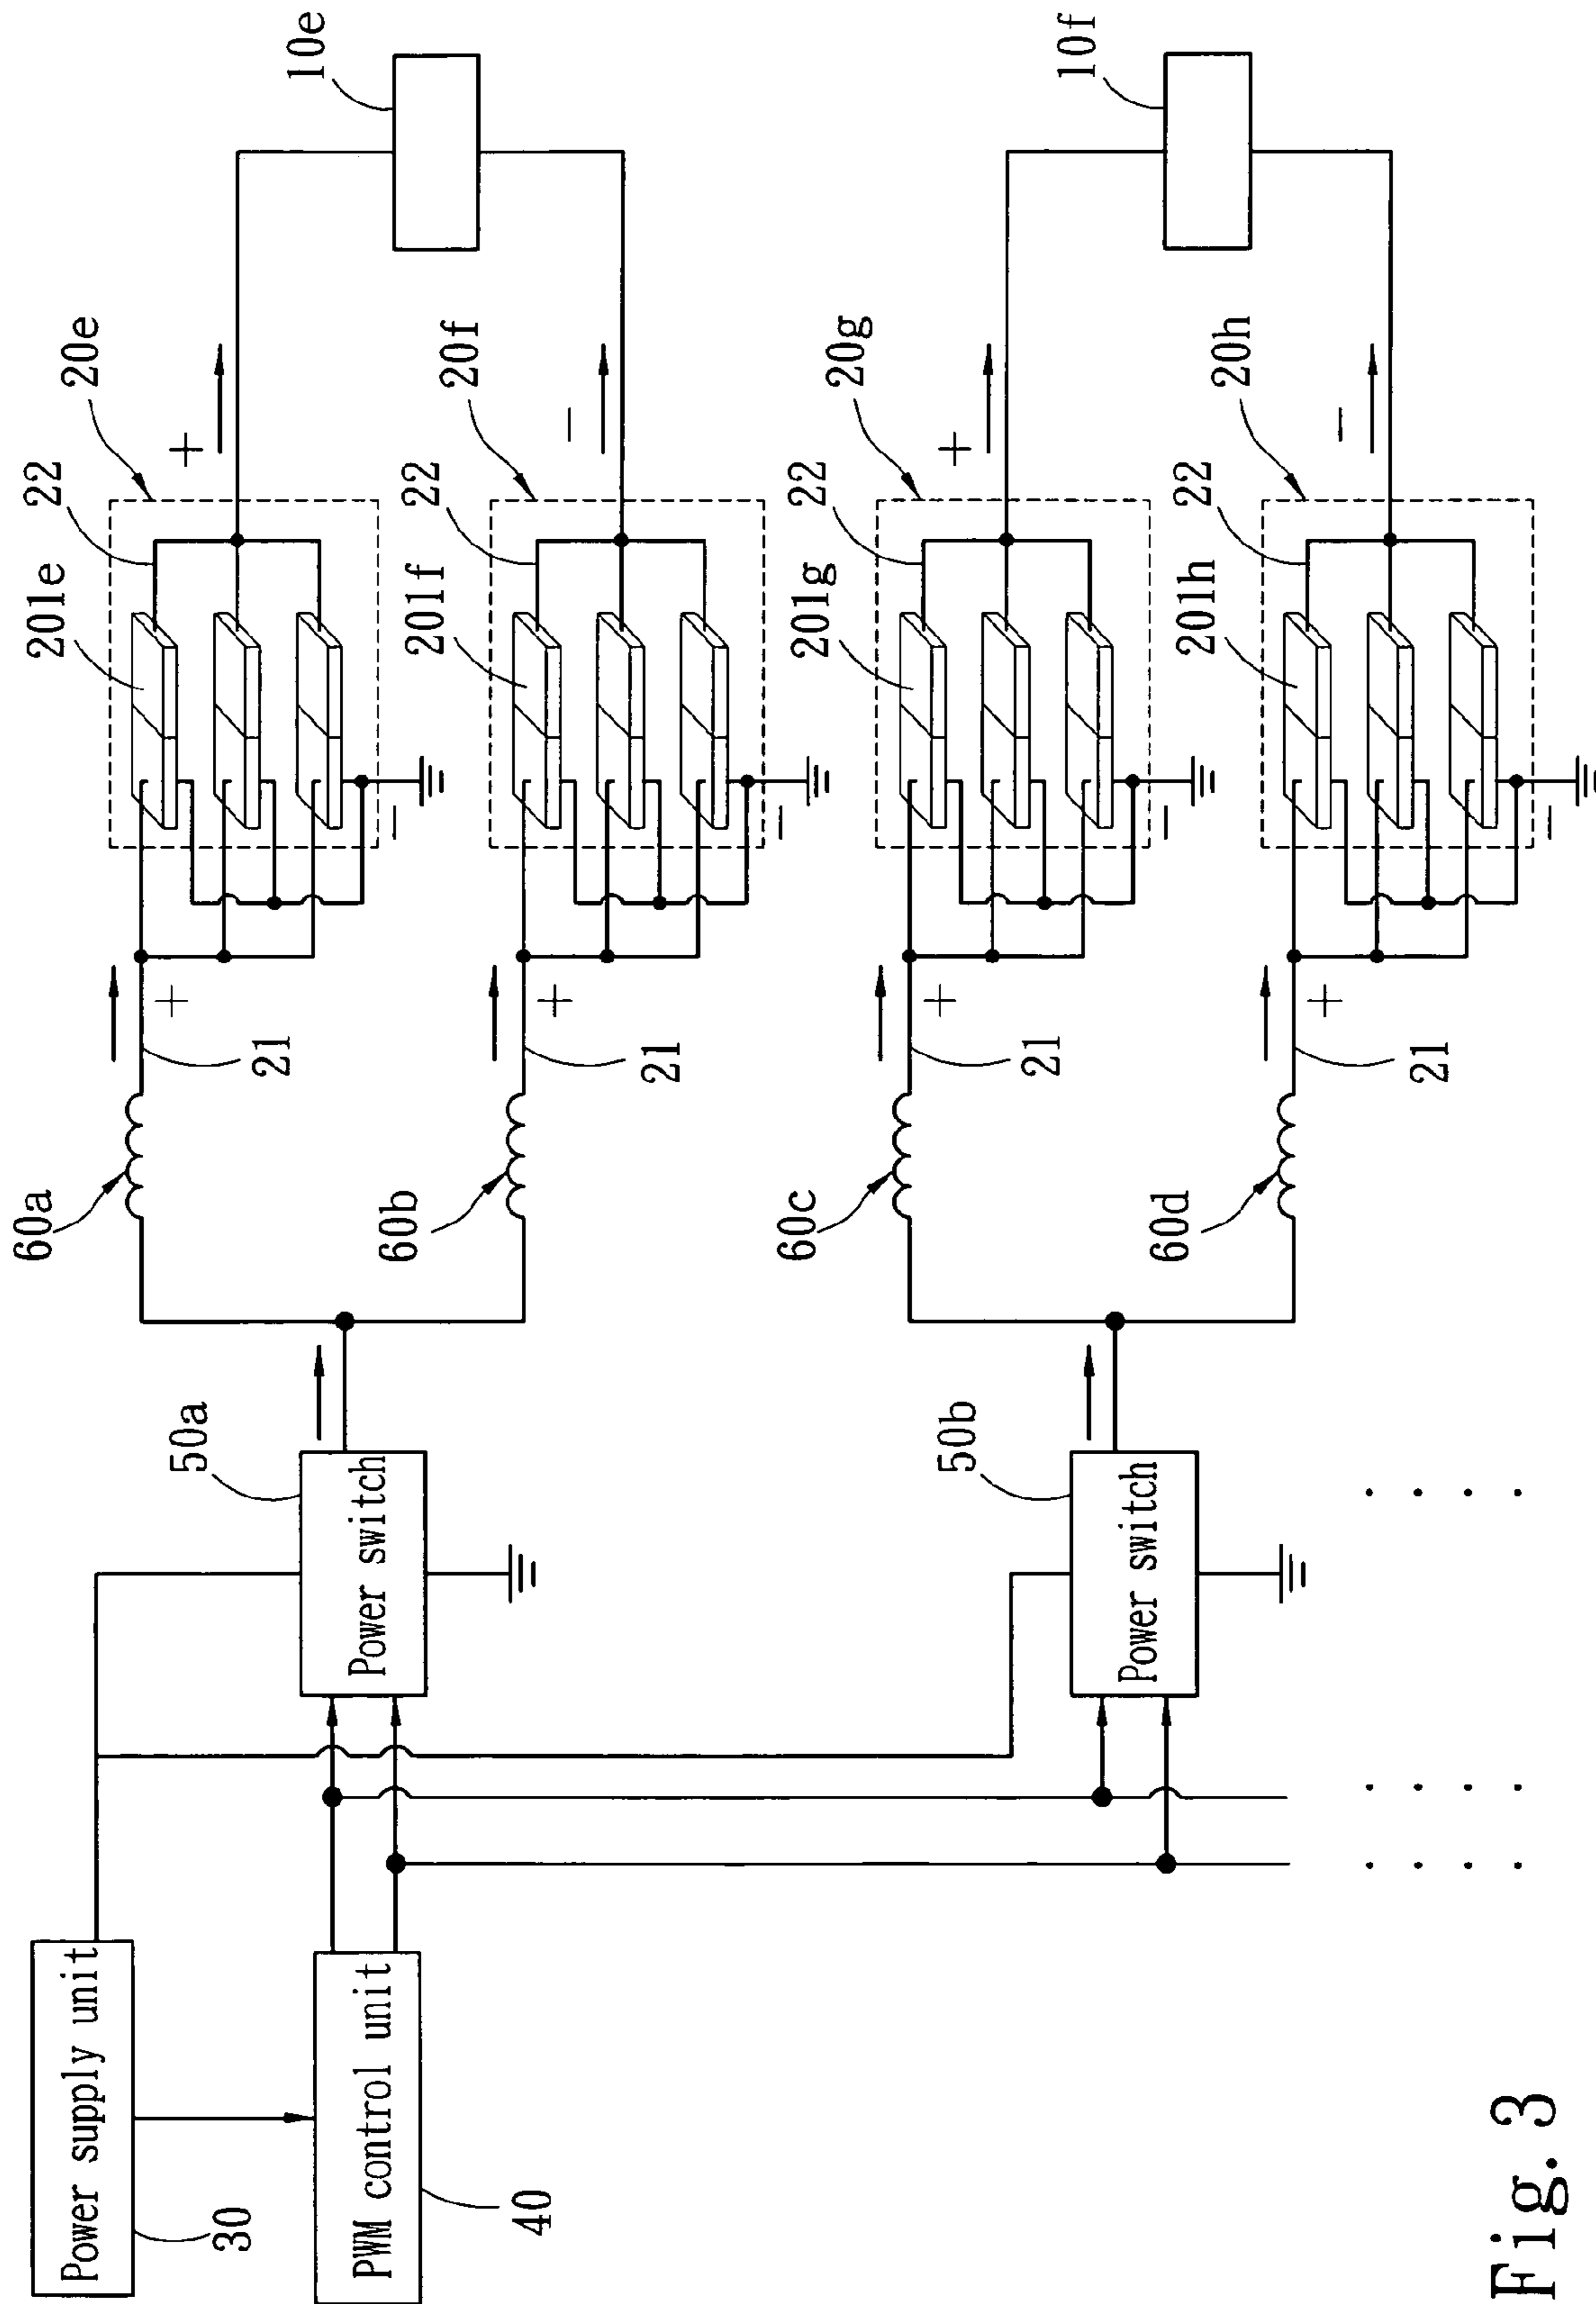 10e
10f
20e
20f
20g
20h
22
22
22
22
201e
201f
201g
201h
+
−
+
−
−
−
−
−
+
+
+
+
21
21
21
21
60a
60b
60c
60d
50a
50b
Power switch
Power switch
Power supply unit
PWM control unit
30
40
Fig. 3